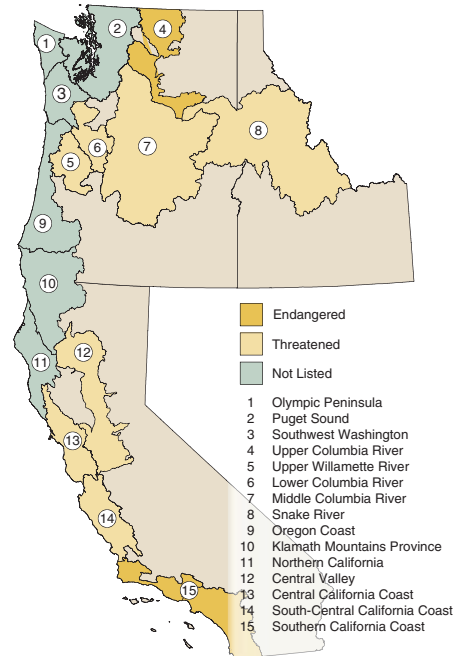 1
2
4
3
8
7
6
5
9
10
11
12
13
14
15
Endangered
Threatened
Not Listed
1 Olympic Peninsula
2 Puget Sound
3 Southwest Washington
4 Upper Columbia River
5 Upper Willamette River
6 Lower Columbia River
7 Middle Columbia River
8 Snake River
9 Oregon Coast
10 Klamath Mountains Province
11 Northern California
12 Central Valley
13 Central California Coast
14 South-Central California Coast
15 Southern California Coast